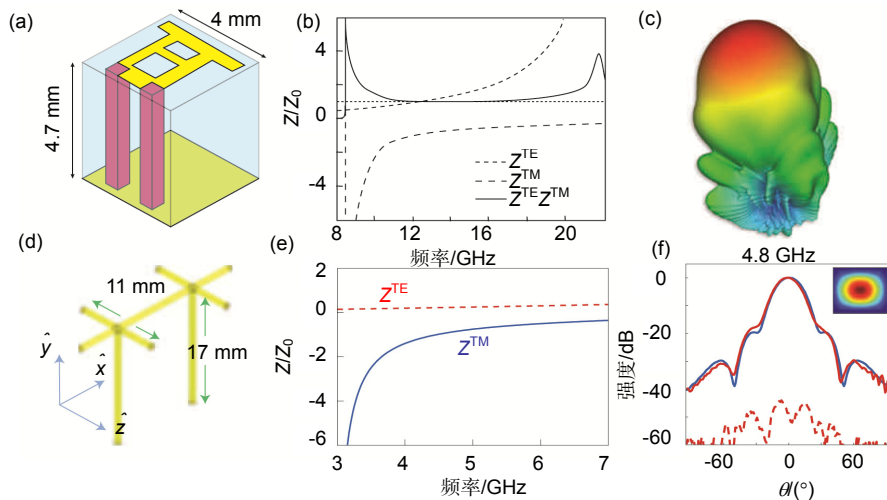 (a)
4 mm
4.7 mm
(b)
Z/Z₀
4
0
-4
Z^TE
Z^TM
Z^TE Z^TM
8
12
16
20
频率/GHz
(c)
(d)
11 mm
17 mm
ŷ
x̂
ẑ
(e)
Z/Z₀
2
0
-2
-4
-6
Z^TE
Z^TM
3
4
5
6
7
频率/GHz
(f)
4.8 GHz
强度/dB
0
-20
-40
-60
-60
0
60
θ/(°)